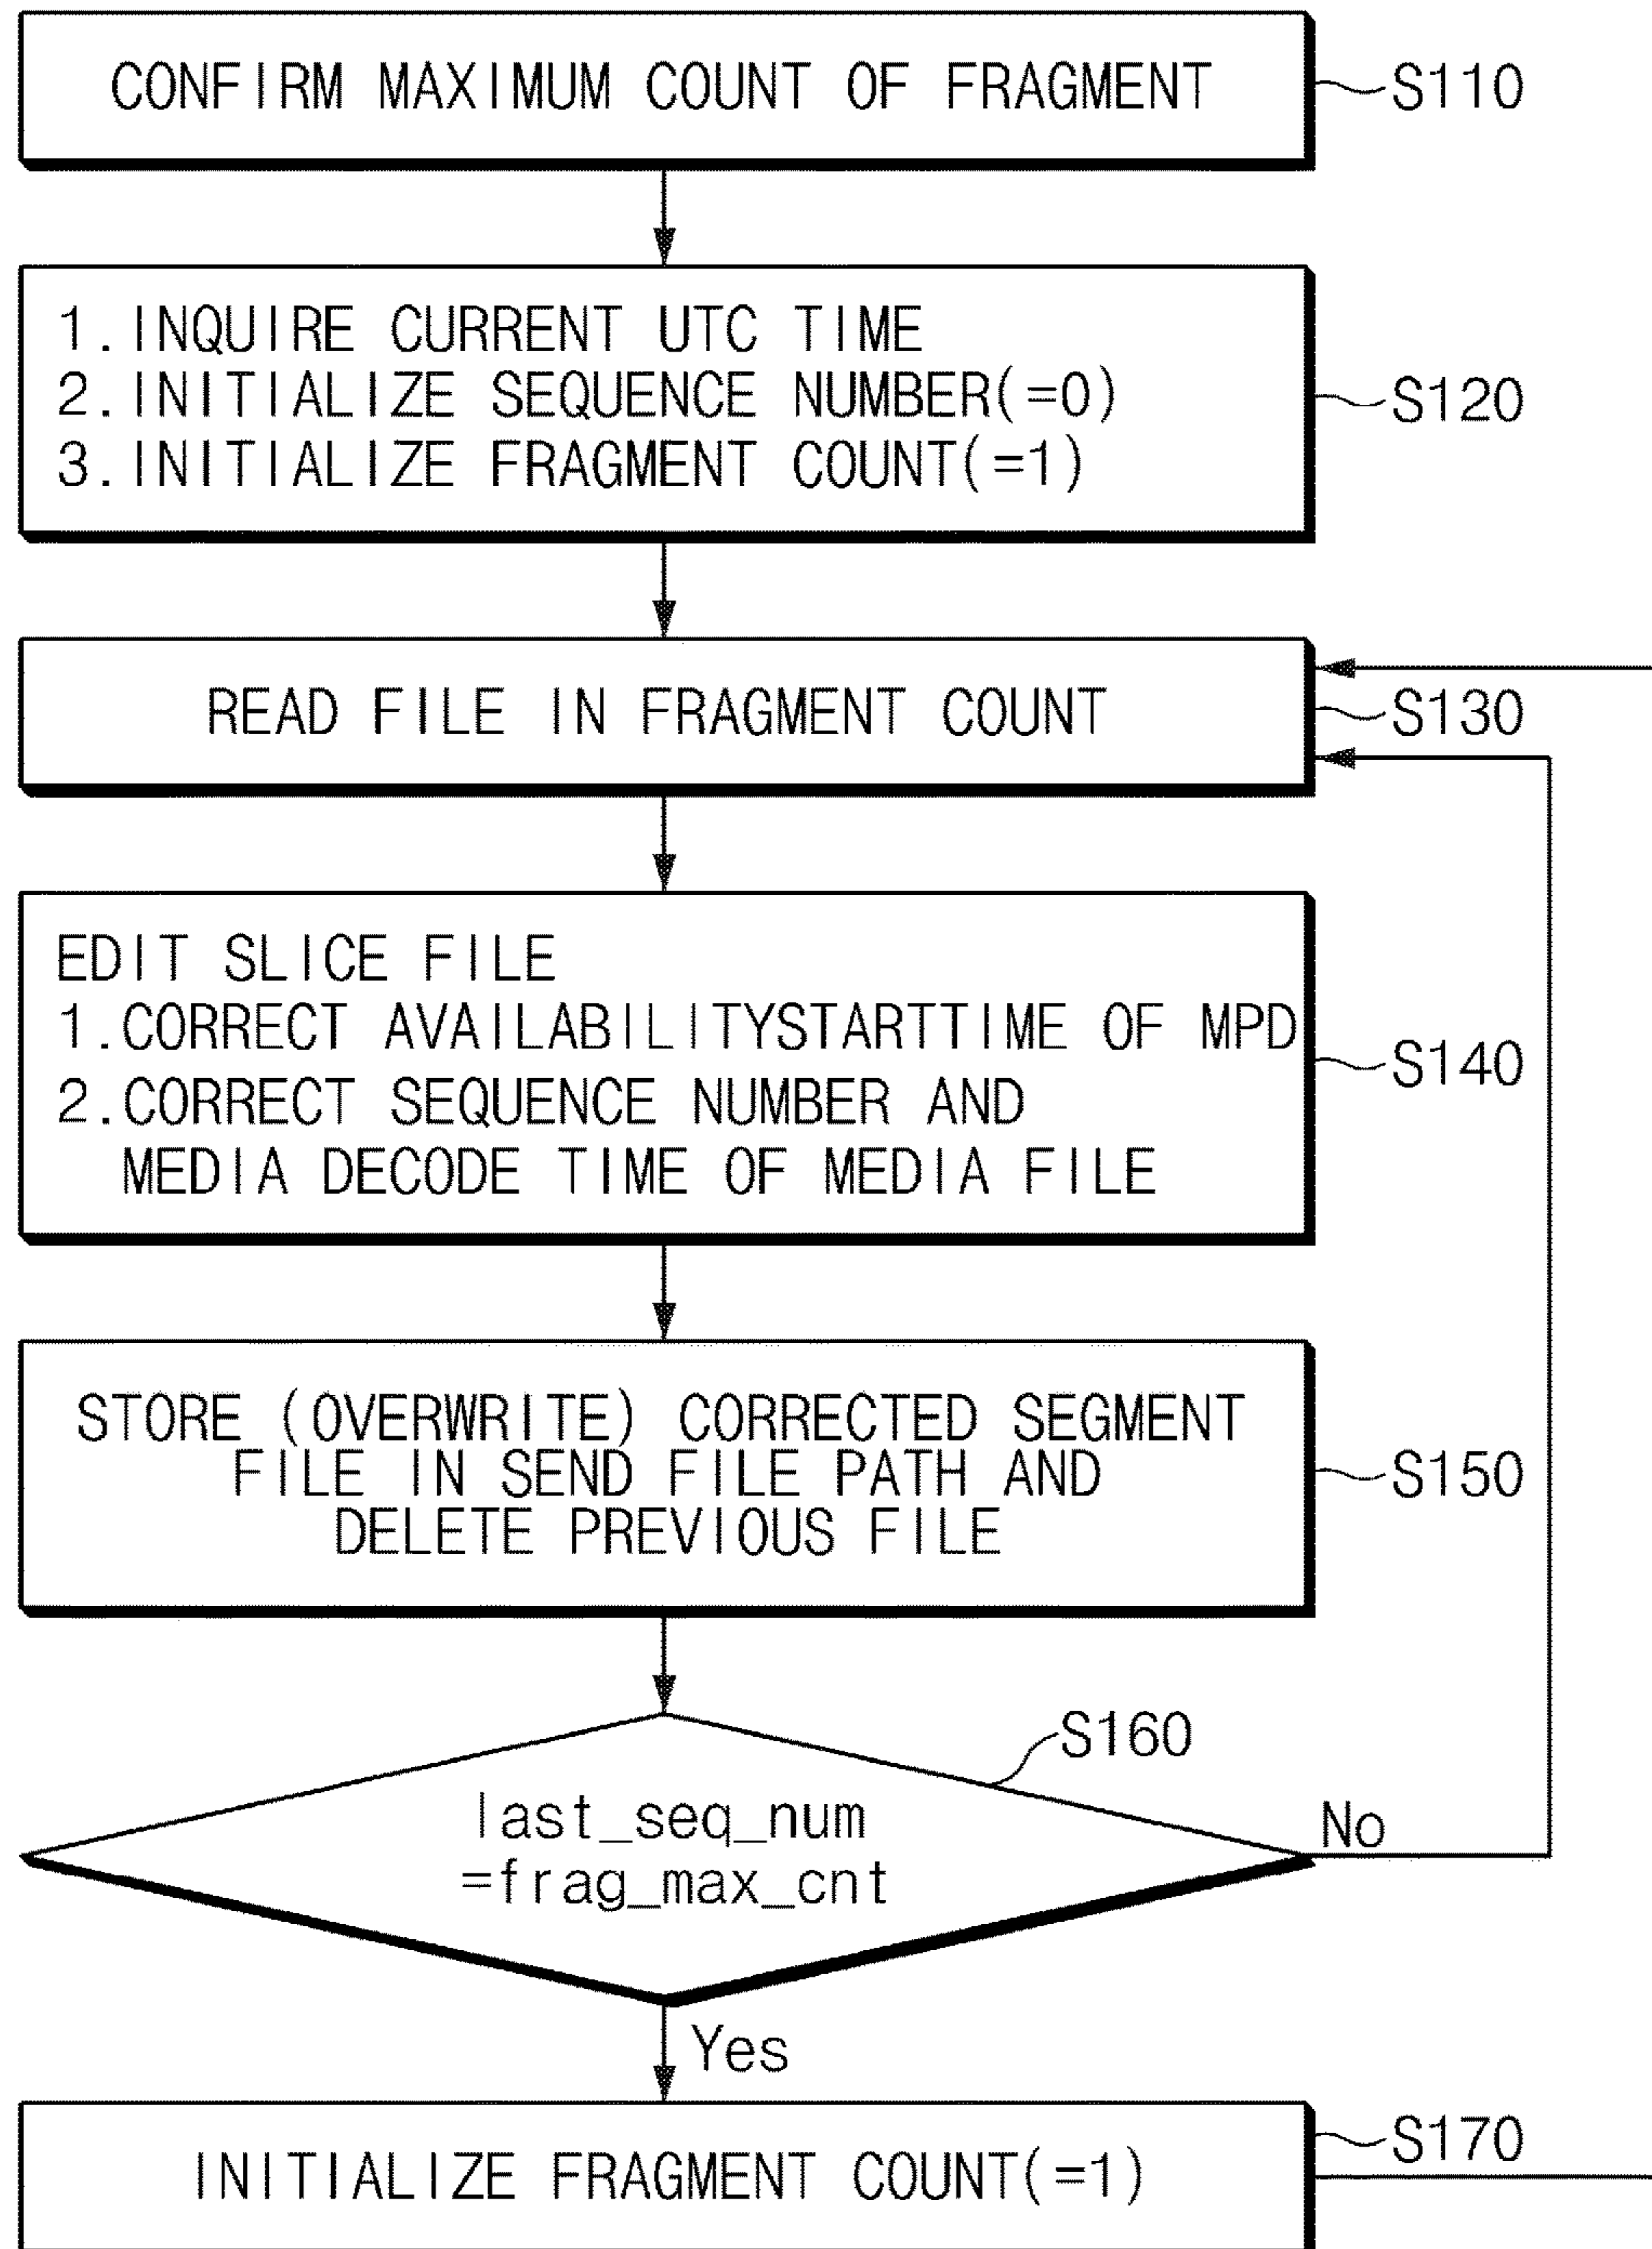 CONFIRM MAXIMUM COUNT OF FRAGMENT
S110
1. INQUIRE CURRENT UTC TIME
2. INITIALIZE SEQUENCE NUMBER(=0)
3. INITIALIZE FRAGMENT COUNT(=1)
S120
READ FILE IN FRAGMENT COUNT
S130
EDIT SLICE FILE
1. CORRECT AVAILABILITYSTARTTIME OF MPD
2. CORRECT SEQUENCE NUMBER AND
MEDIA DECODE TIME OF MEDIA FILE
S140
STORE (OVERWRITE) CORRECTED SEGMENT
FILE IN SEND FILE PATH AND
DELETE PREVIOUS FILE
S150
S160
last_seq_num
=frag_max_cnt
No
Yes
INITIALIZE FRAGMENT COUNT(=1)
S170